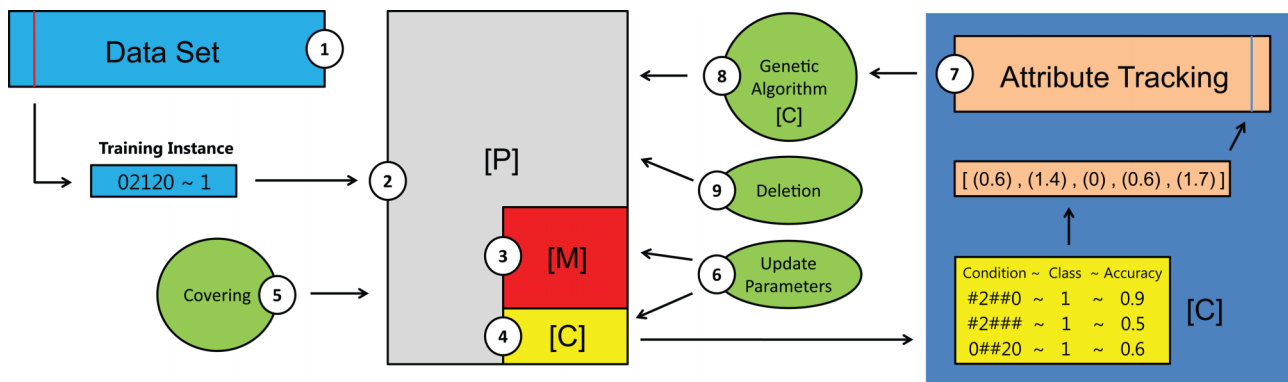 Data Set
1
Training Instance
02120 ~ 1
2
[P]
Covering
5
3
[M]
4
[C]
8
Genetic
Algorithm
[C]
9
Deletion
6
Update
Parameters
7
Attribute Tracking
[ (0.6) , (1.4) , (0) , (0.6) , (1.7) ]
Condition ~ Class ~ Accuracy
#2##0 ~ 1 ~ 0.9
#2### ~ 1 ~ 0.5
0##20 ~ 1 ~ 0.6
[C]